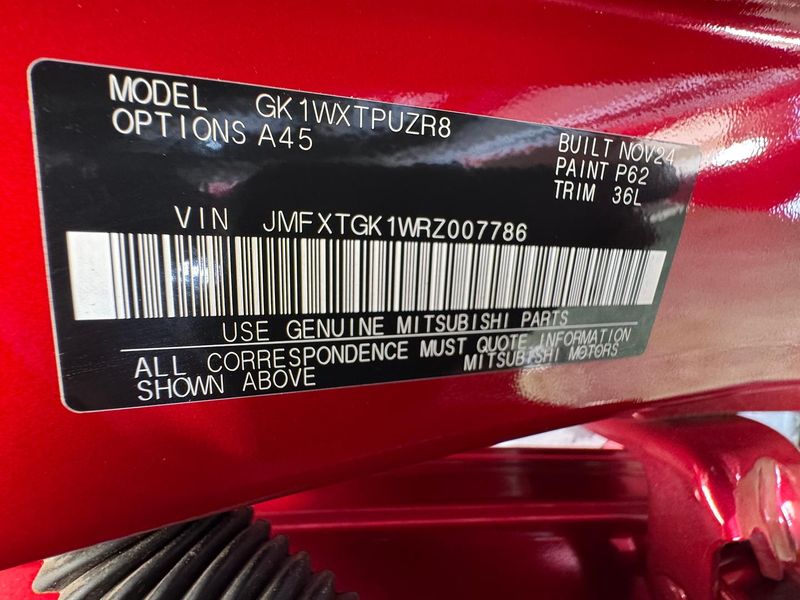 MODEL GK1WXTPUZR8
OPTIONS A45
BUILT NOV24
PAINT P62
TRIM 36L
VIN JMFXTGK1WRZ007786
USE GENUINE MITSUBISHI PARTS
ALL CORRESPONDENCE MUST QUOTE INFORMATION
SHOWN ABOVE
MITSUBISHI MOTORS